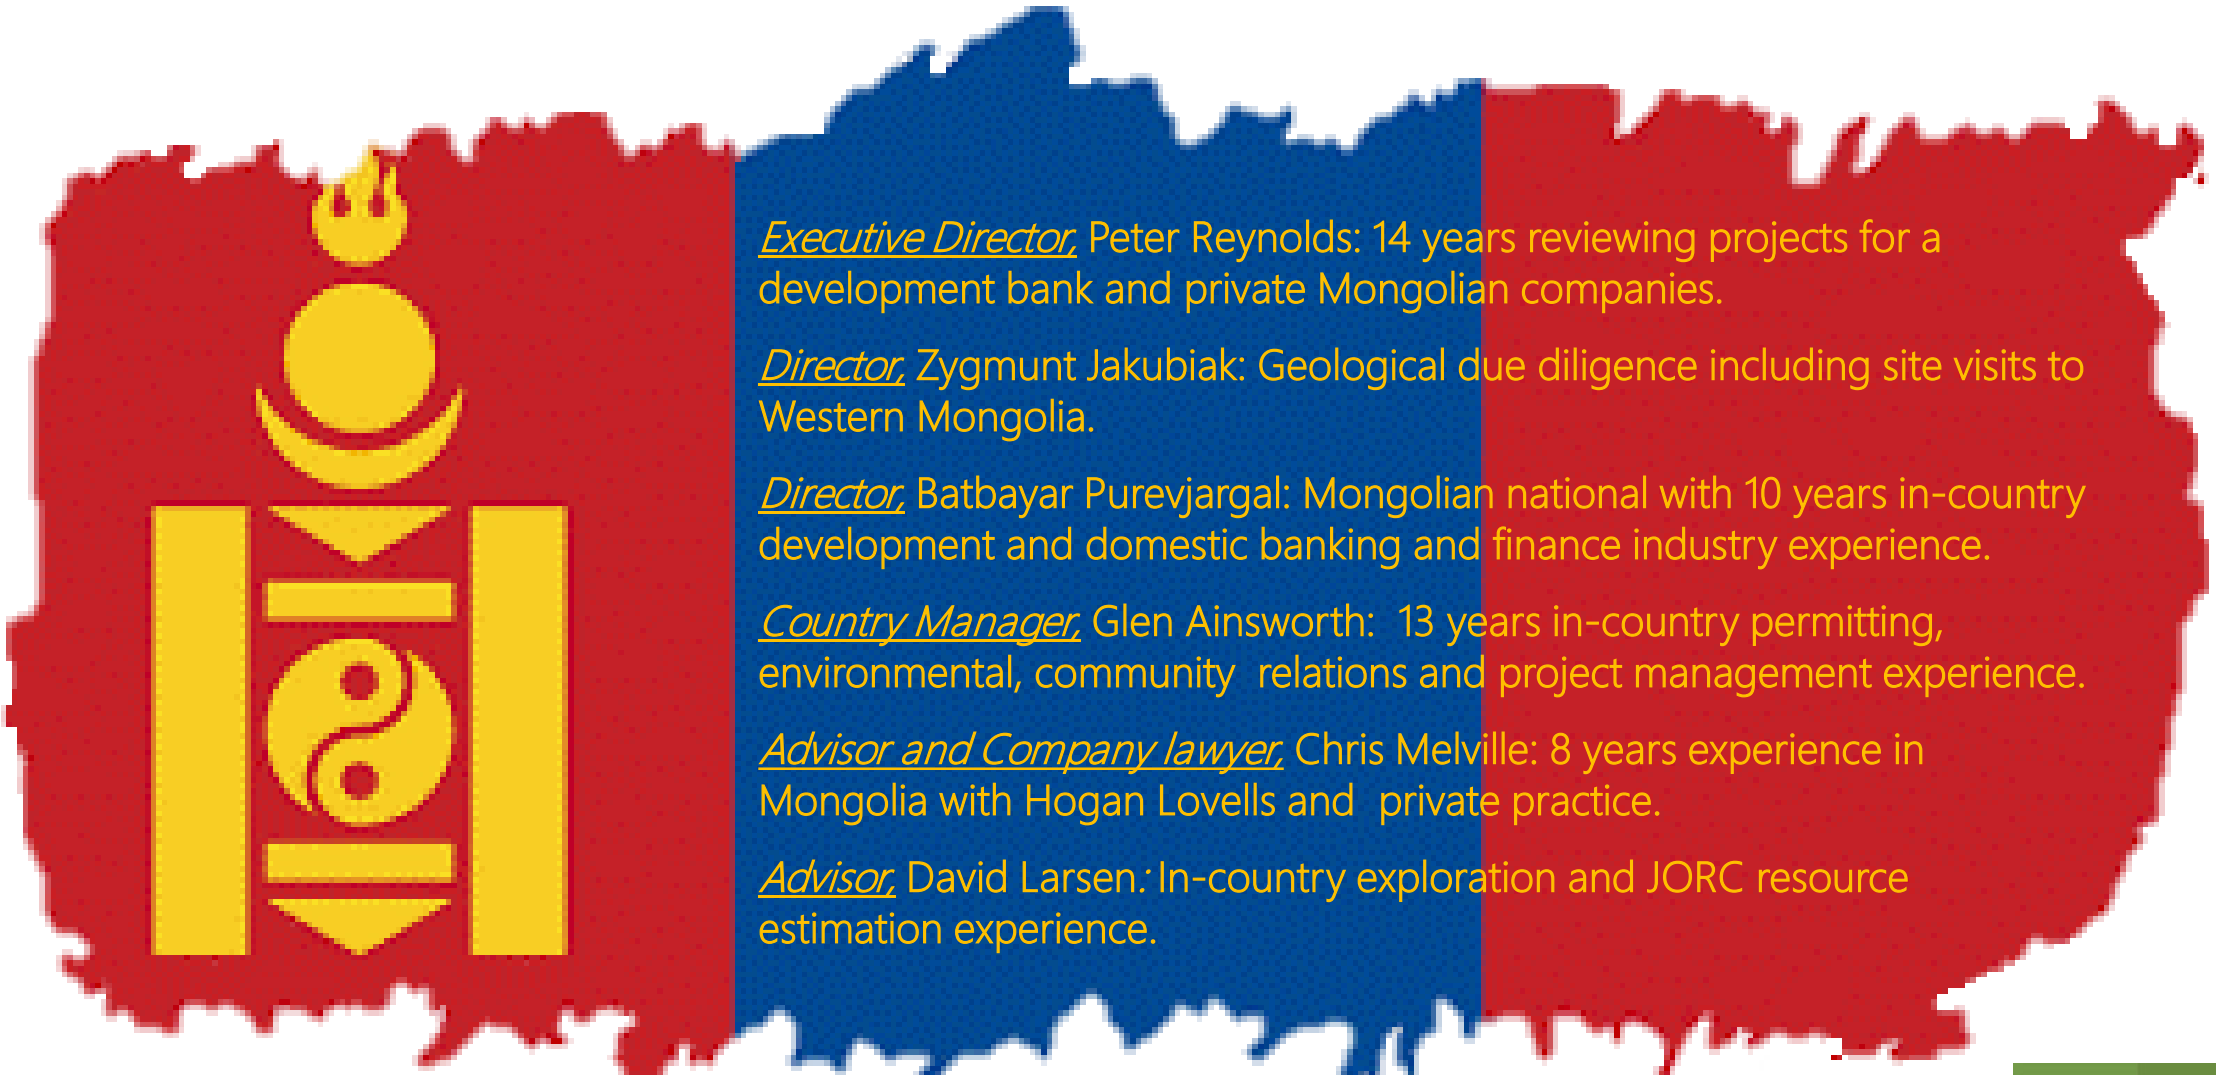 Executive Director, Peter Reynolds: 14 years reviewing projects for a
development bank and private Mongolian companies.
Director, Zygmunt Jakubiak: Geological due diligence including site visits to
Western Mongolia.
Director, Batbayar Purevjargal: Mongolian national with 10 years in-country
development and domestic banking and finance industry experience.
Country Manager, Glen Ainsworth:  13 years in-country permitting,
environmental, community  relations and project management experience.
Advisor and Company lawyer, Chris Melville: 8 years experience in
Mongolia with Hogan Lovells and  private practice.
Advisor, David Larsen: In-country exploration and JORC resource
estimation experience.